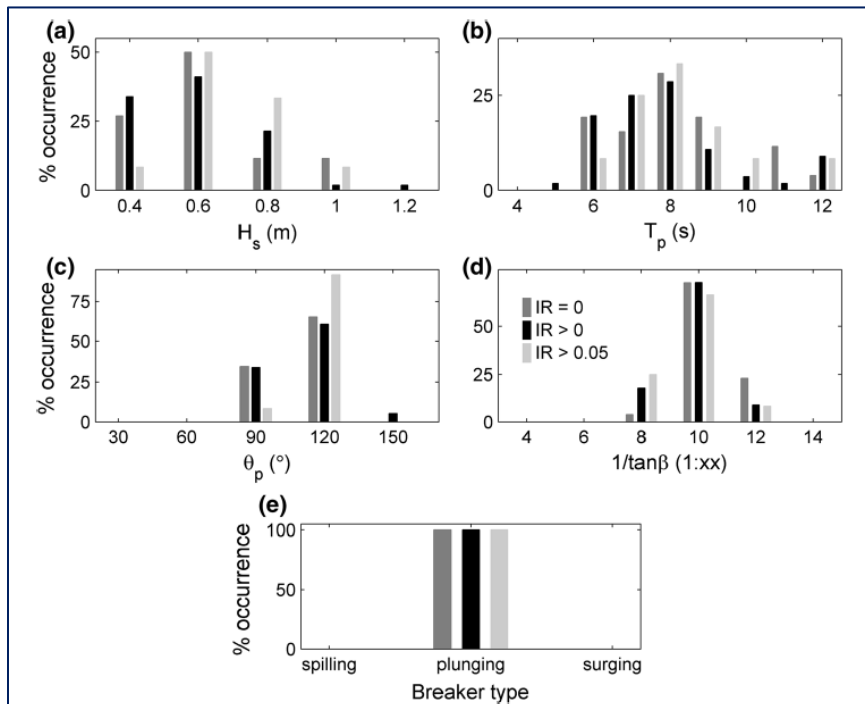 (a)
% occurrence
50
25
0
0.4 0.6 0.8 1 1.2
H_s (m)
(b)
25
0
4 6 8 10 12
T_p (s)
(c)
% occurrence
75
50
25
0
30 60 90 120 150
θ_p (°)
(d)
IR = 0
IR > 0
IR > 0.05
50
25
0
4 6 8 10 12 14
1/tanβ (1:xx)
(e)
% occurrence
100
50
0
spilling plunging surging
Breaker type